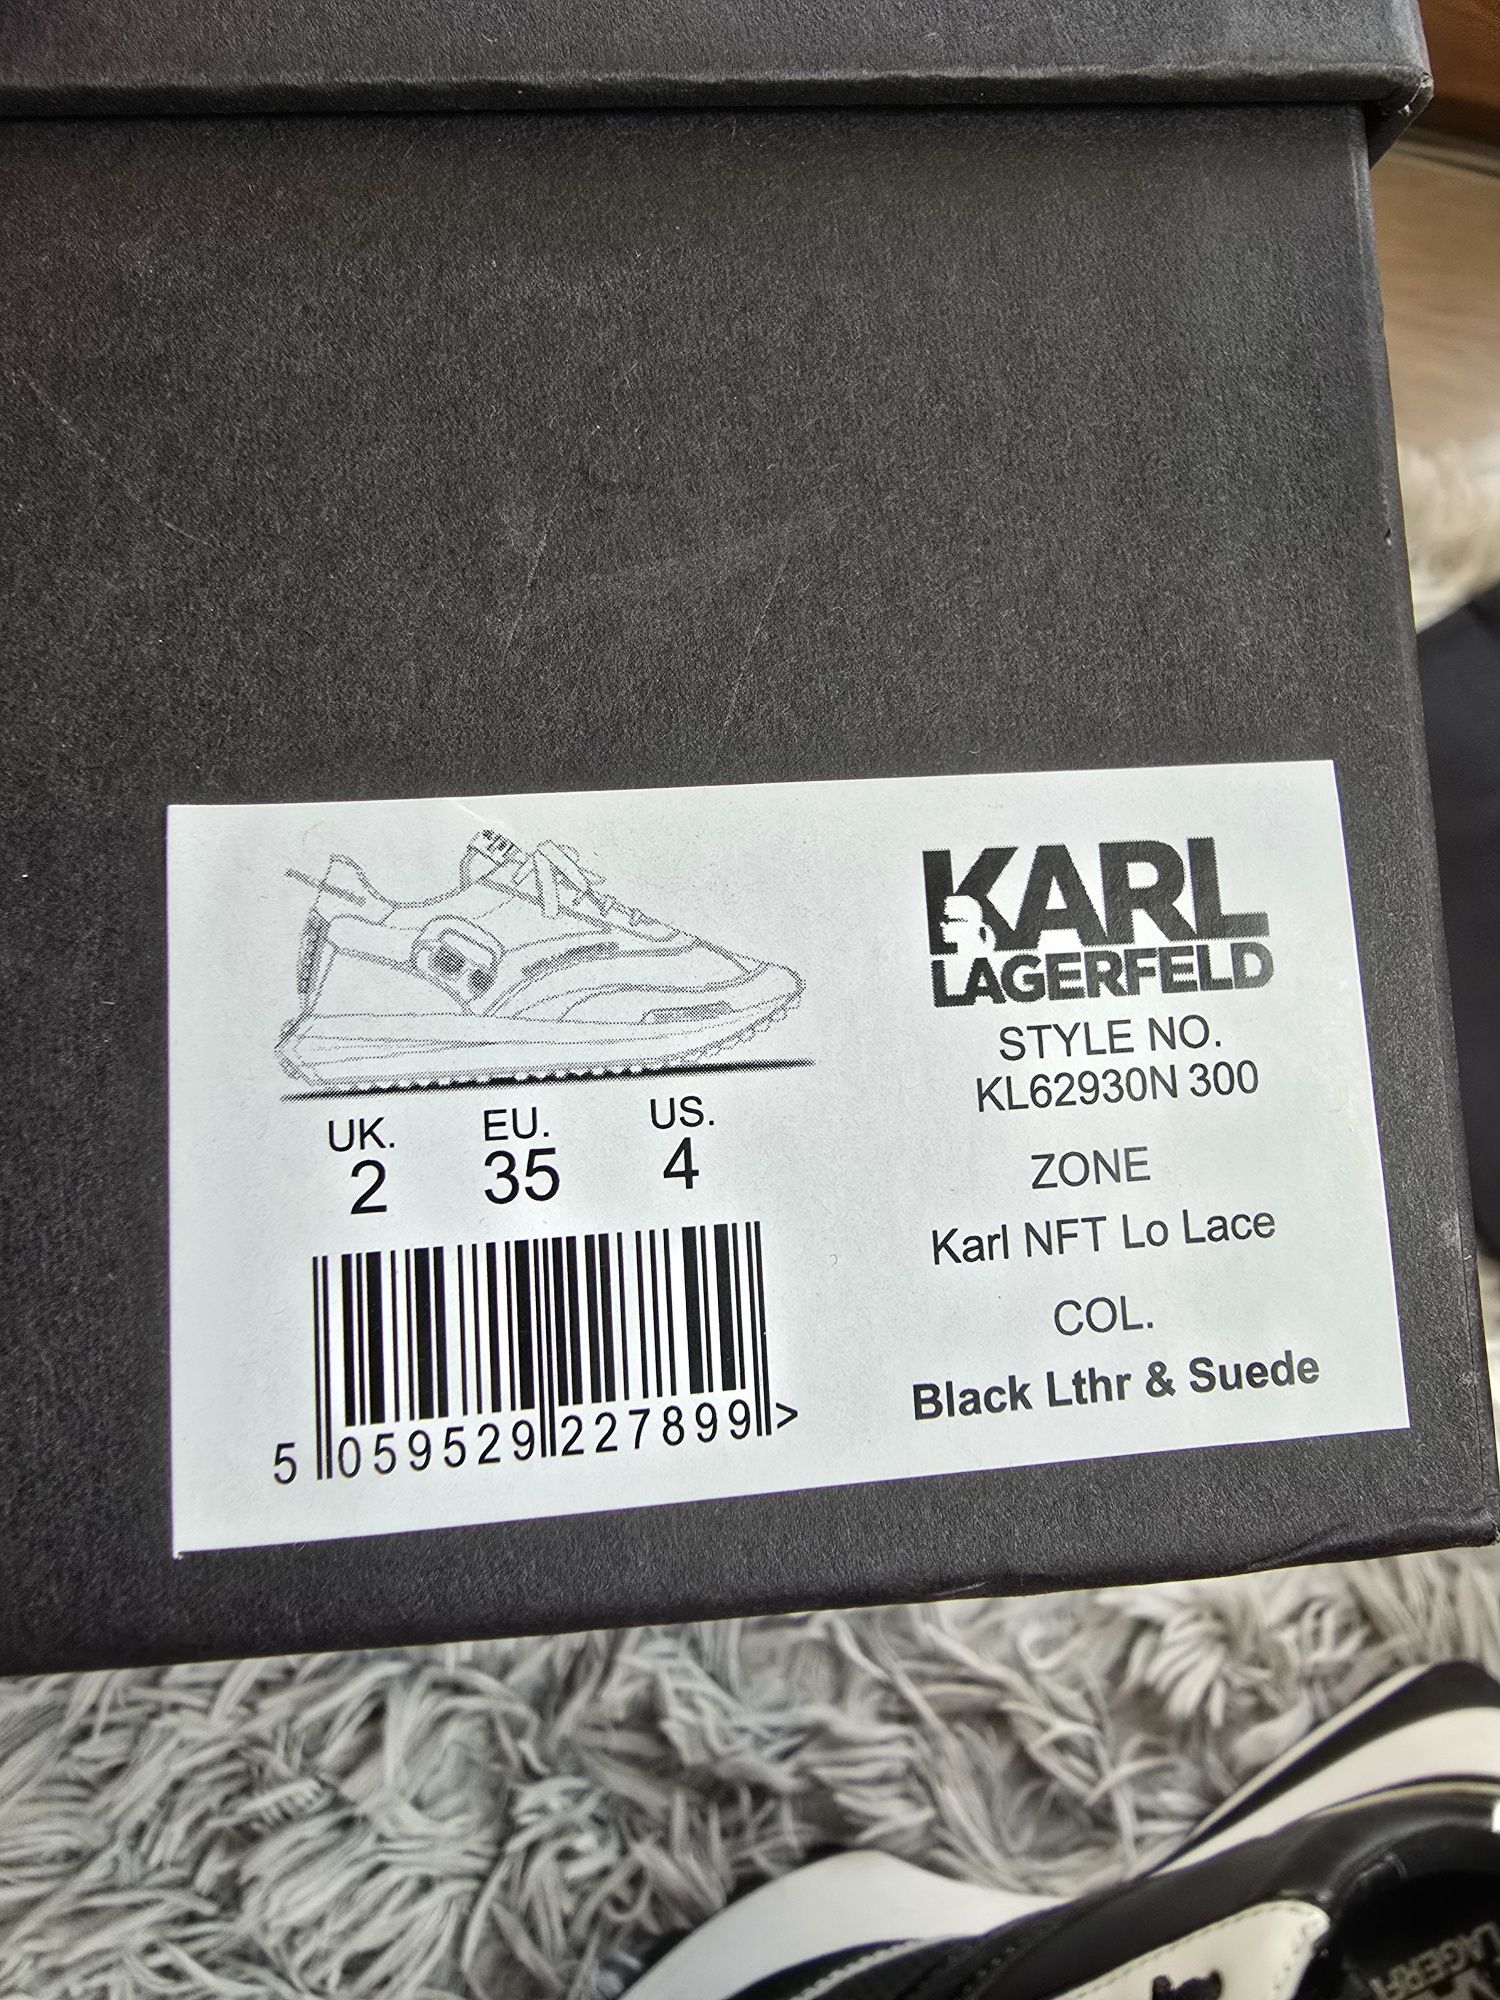 KARL
LAGERFELD
STYLE NO.
KL62930N 300
ZONE
Karl NFT Lo Lace
COL.
Black Lthr & Suede
UK. EU. US.
2 35 4
5 059529 227899 >
LAGERF